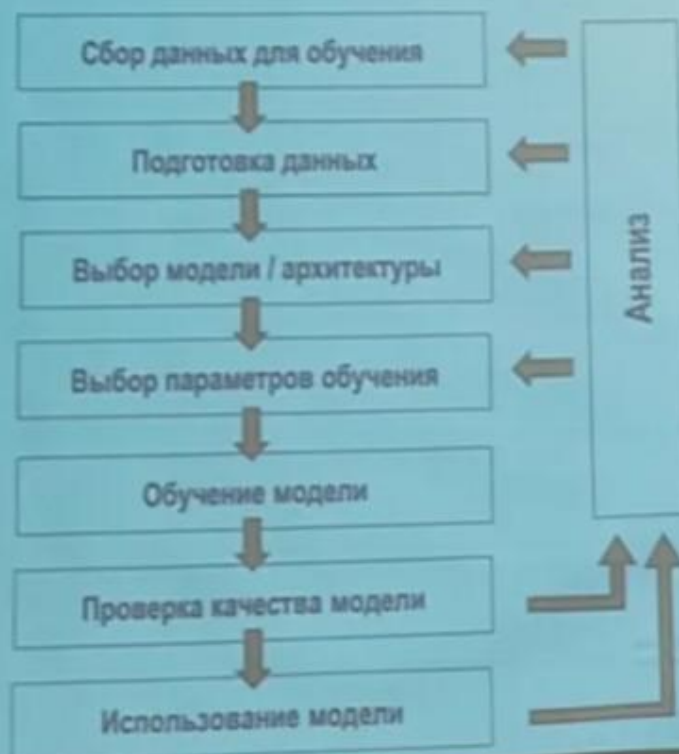 Сбор данных для обучения
Подготовка данных
Выбор модели / архитектуры
Выбор параметров обучения
Обучение модели
Проверка качества модели
Использование модели
Анализ